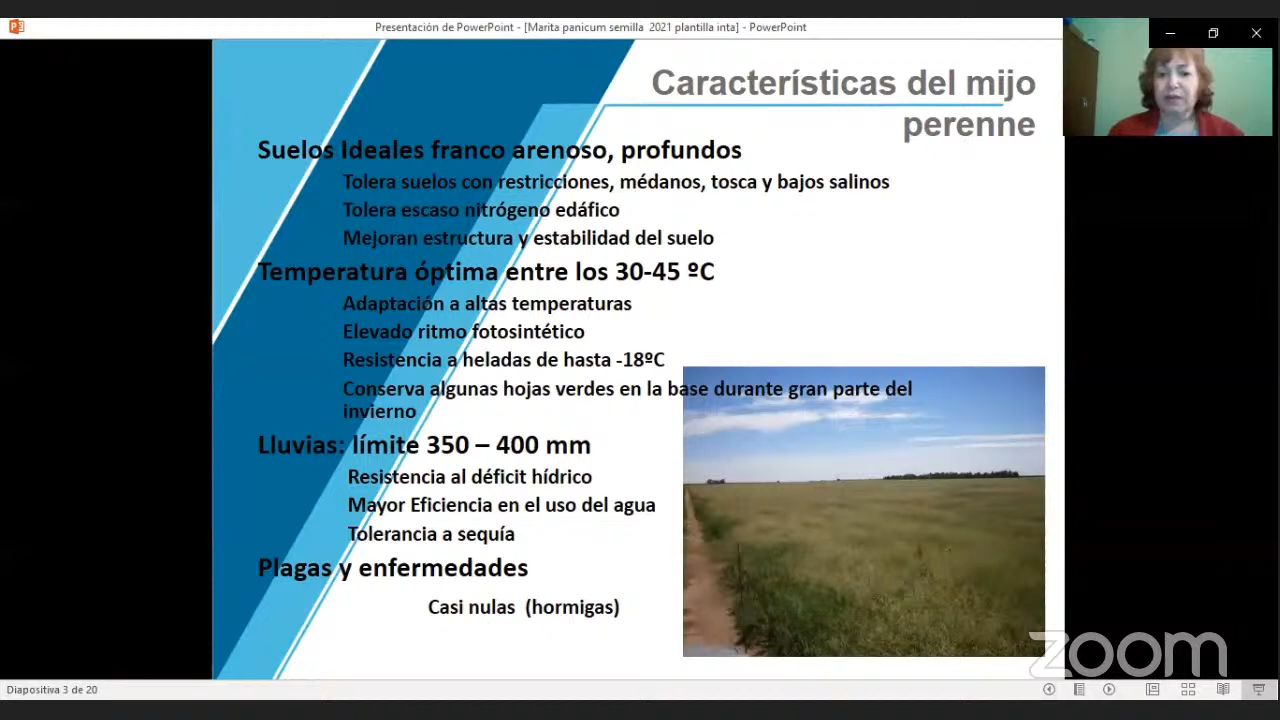 Presentación de PowerPoint - [Marita panicum semilla 2021 plantilla inta] - PowerPoint
Características del mijo
perenne
Suelos Ideales franco arenoso, profundos
Tolera suelos con restricciones, médanos, tosca y bajos salinos
Tolera escaso nitrógeno edáfico
Mejoran estructura y estabilidad del suelo
Temperatura óptima entre los 30-45 ºC
Adaptación a altas temperaturas
Elevado ritmo fotosintético
Resistencia a heladas de hasta -18ºC
Conserva algunas hojas verdes en la base durante gran parte del
invierno
Lluvias: límite 350 – 400 mm
Resistencia al déficit hídrico
Mayor Eficiencia en el uso del agua
Tolerancia a sequía
Plagas y enfermedades
Casi nulas (hormigas)
zoom
Diapositiva 3 de 20